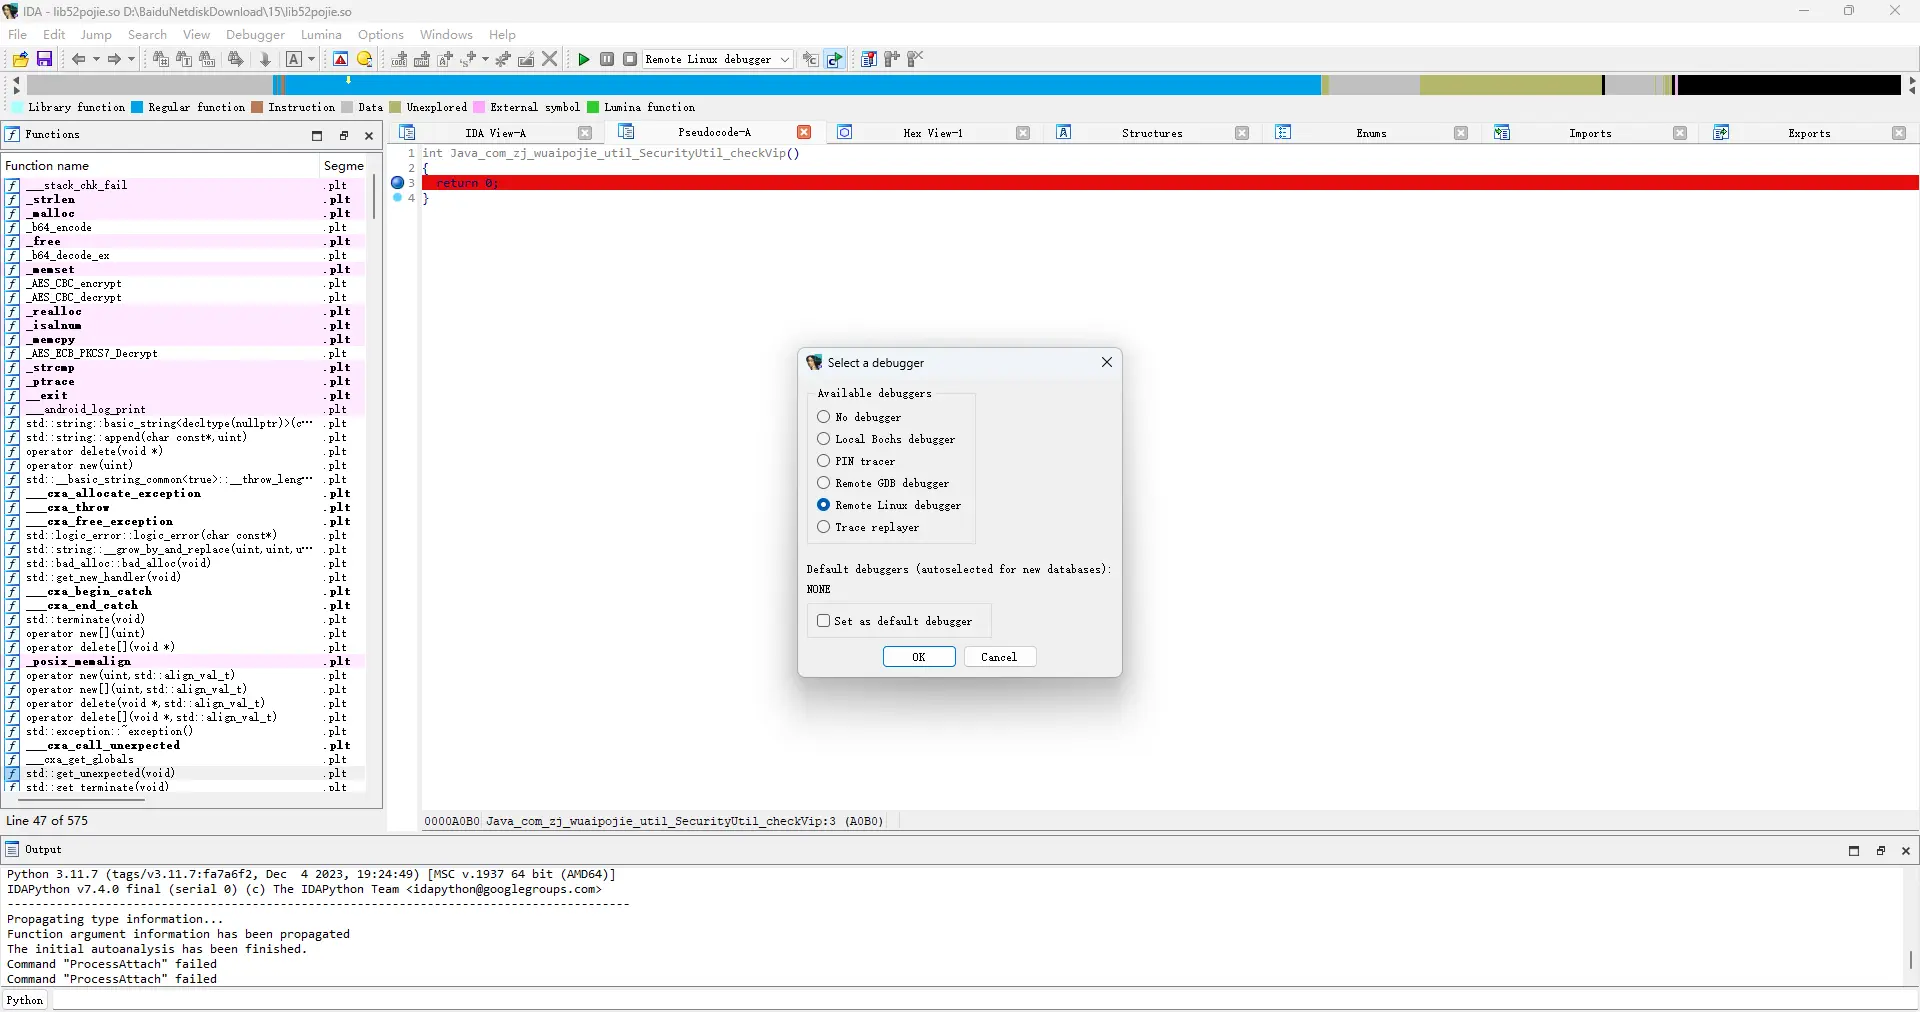 IDA - lib52pojie.so D:\BaiduNetdiskDownload\15\lib52pojie.so
File Edit Jump Search View Debugger Lumina Options Windows Help
Remote Linux debugger
Library function Regular function Instruction Data Unexplored External symbol Lumina function
Functions
IDA View-A Pseudocode-A Hex View-1 Structures Enums Imports Exports
Function name Segme
___stack_chk_fail .plt
_strlen .plt
_malloc .plt
_b64_encode .plt
_free .plt
_b64_decode_ex .plt
_memset .plt
_AES_CBC_encrypt .plt
_AES_CBC_decrypt .plt
_realloc .plt
_isalnum .plt
_memcpy .plt
_AES_ECB_PKCS7_Decrypt .plt
_strcmp .plt
_ptrace .plt
__exit .plt
___android_log_print .plt
std::string::basic_string<decltype(nullptr)>(c… .plt
std::string::append(char const*,uint) .plt
operator delete(void *) .plt
operator new(uint) .plt
std::__basic_string_common<true>::__throw_leng… .plt
___cxa_allocate_exception .plt
___cxa_throw .plt
___cxa_free_exception .plt
std::logic_error::logic_error(char const*) .plt
std::string::__grow_by_and_replace(uint,uint,u… .plt
std::bad_alloc::bad_alloc(void) .plt
std::get_new_handler(void) .plt
___cxa_begin_catch .plt
___cxa_end_catch .plt
std::terminate(void) .plt
operator new[](uint) .plt
operator delete[](void *) .plt
_posix_memalign .plt
operator new(uint,std::align_val_t) .plt
operator new[](uint,std::align_val_t) .plt
operator delete(void *,std::align_val_t) .plt
operator delete[](void *,std::align_val_t) .plt
std::exception::~exception() .plt
___cxa_call_unexpected .plt
___cxa_get_globals .plt
std::get_unexpected(void) .plt
std::get_terminate(void) .plt
Line 47 of 575
1 int Java_com_zj_wuaipojie_util_SecurityUtil_checkVip()
2 {
3 return 0;
4 }
Select a debugger
Available debuggers
No debugger
Local Bochs debugger
PIN tracer
Remote GDB debugger
Remote Linux debugger
Trace replayer
Default debuggers (autoselected for new databases):
NONE
Set as default debugger
OK Cancel
0000A0B0 Java_com_zj_wuaipojie_util_SecurityUtil_checkVip:3 (A0B0)
Output
Python 3.11.7 (tags/v3.11.7:fa7a6f2, Dec  4 2023, 19:24:49) [MSC v.1937 64 bit (AMD64)]
IDAPython v7.4.0 final (serial 0) (c) The IDAPython Team <idapython@googlegroups.com>
-----------------------------------------------------------------------------------------
Propagating type information...
Function argument information has been propagated
The initial autoanalysis has been finished.
Command "ProcessAttach" failed
Command "ProcessAttach" failed
Python